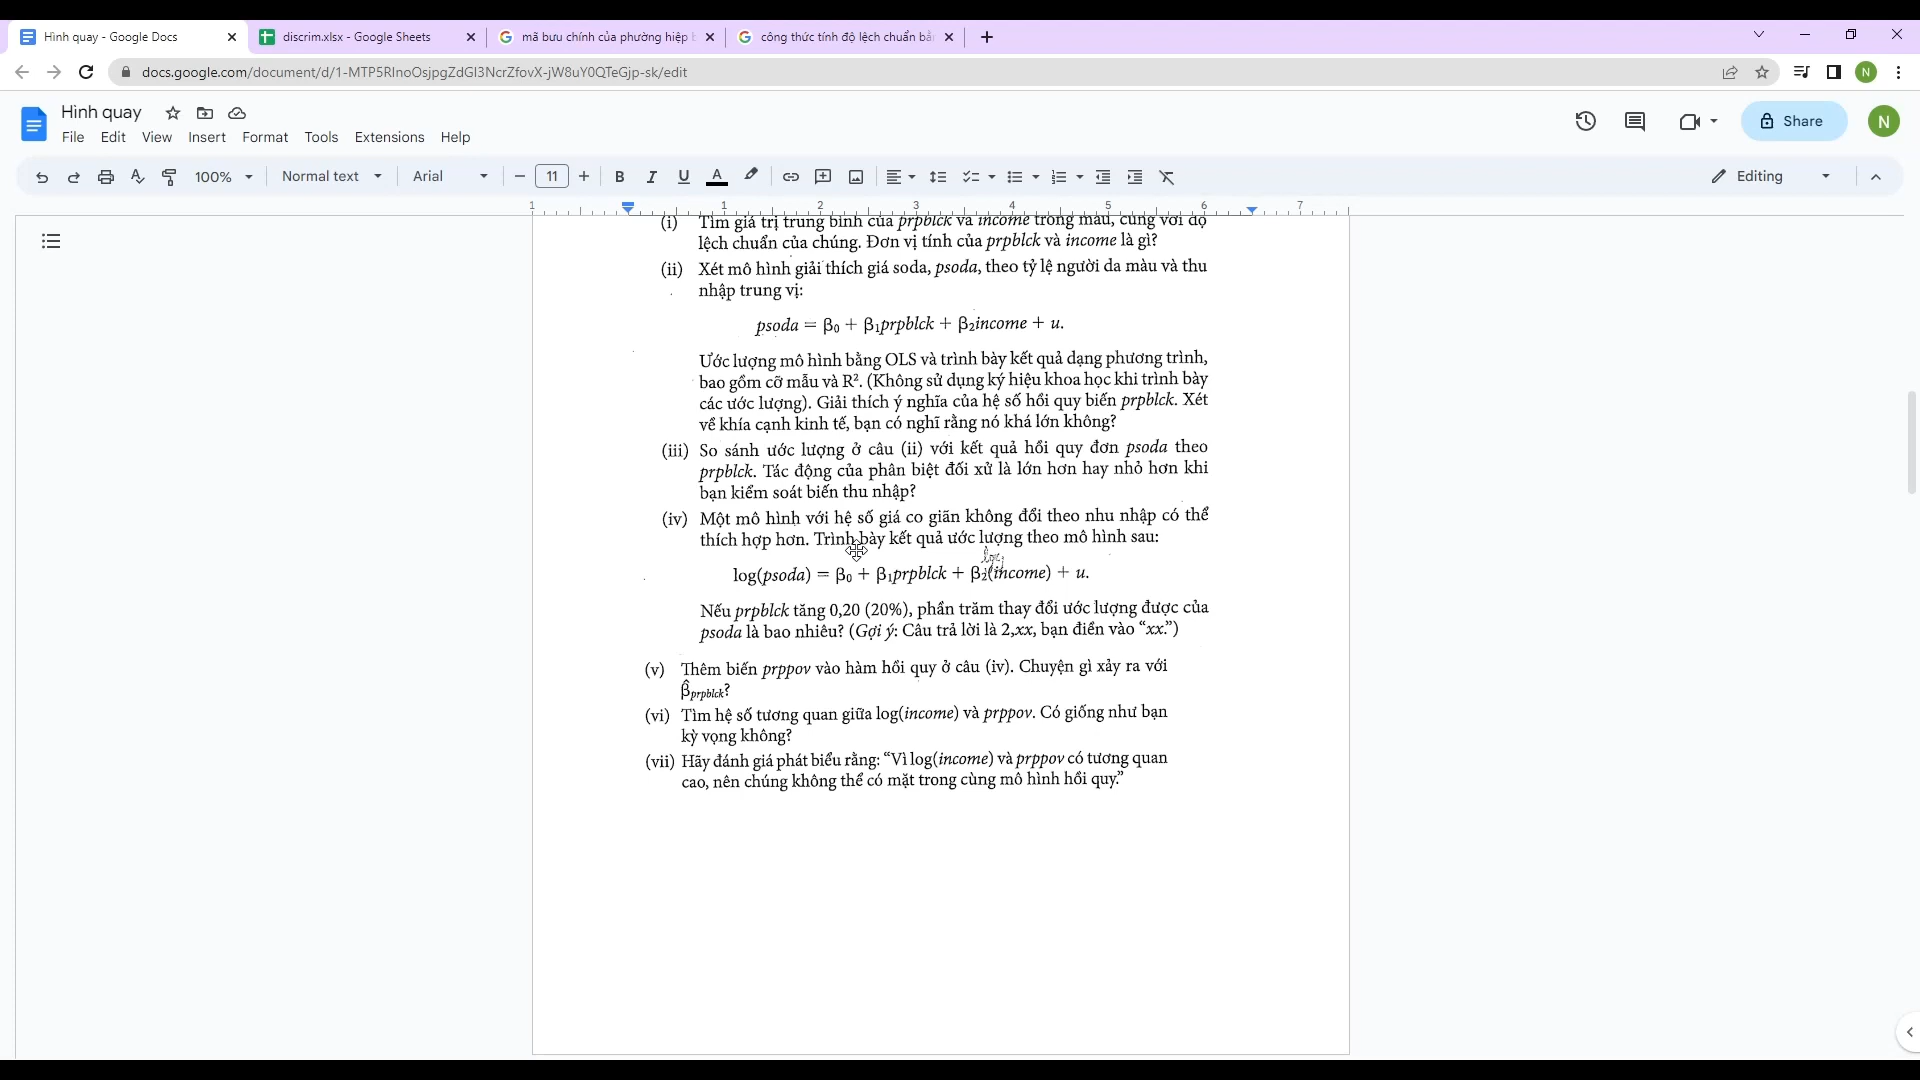 Hình quay - Google Docs
discrim.xlsx - Google Sheets
mã bưu chính của phường hiệp b
công thức tính độ lệch chuẩn bằ
docs.google.com/document/d/1-MTP5RlnoOsjpgZdGl3NcrZfovX-jW8uY0QTeGjp-sk/edit
N
Hình quay
File Edit View Insert Format Tools Extensions Help
Share
N
100% Normal text Arial 11 B I U A Editing
1 1 2 3 4 5 6 7
(i) Tìm giá trị trung bình của prpblck và income trong mẫu, cùng với độ
lệch chuẩn của chúng. Đơn vị tính của prpblck và income là gì?
(ii) Xét mô hình giải thích giá soda, psoda, theo tỷ lệ người da màu và thu
nhập trung vị:
psoda = β₀ + β₁prpblck + β₂income + u.
Ước lượng mô hình bằng OLS và trình bày kết quả dạng phương trình,
bao gồm cỡ mẫu và R². (Không sử dụng ký hiệu khoa học khi trình bày
các ước lượng). Giải thích ý nghĩa của hệ số hồi quy biến prpblck. Xét
về khía cạnh kinh tế, bạn có nghĩ rằng nó khá lớn không?
(iii) So sánh ước lượng ở câu (ii) với kết quả hồi quy đơn psoda theo
prpblck. Tác động của phân biệt đối xử là lớn hơn hay nhỏ hơn khi
bạn kiểm soát biến thu nhập?
(iv) Một mô hình với hệ số giá co giãn không đổi theo nhu nhập có thể
thích hợp hơn. Trình bày kết quả ước lượng theo mô hình sau:
log
log(psoda) = β₀ + β₁prpblck + β₂(income) + u.
Nếu prpblck tăng 0,20 (20%), phần trăm thay đổi ước lượng được của
psoda là bao nhiêu? (Gợi ý: Câu trả lời là 2,xx, bạn điền vào “xx.”)
(v) Thêm biến prppov vào hàm hồi quy ở câu (iv). Chuyện gì xảy ra với
β̂prpblck?
(vi) Tìm hệ số tương quan giữa log(income) và prppov. Có giống như bạn
kỳ vọng không?
(vii) Hãy đánh giá phát biểu rằng: “Vì log(income) và prppov có tương quan
cao, nên chúng không thể có mặt trong cùng mô hình hồi quy.”